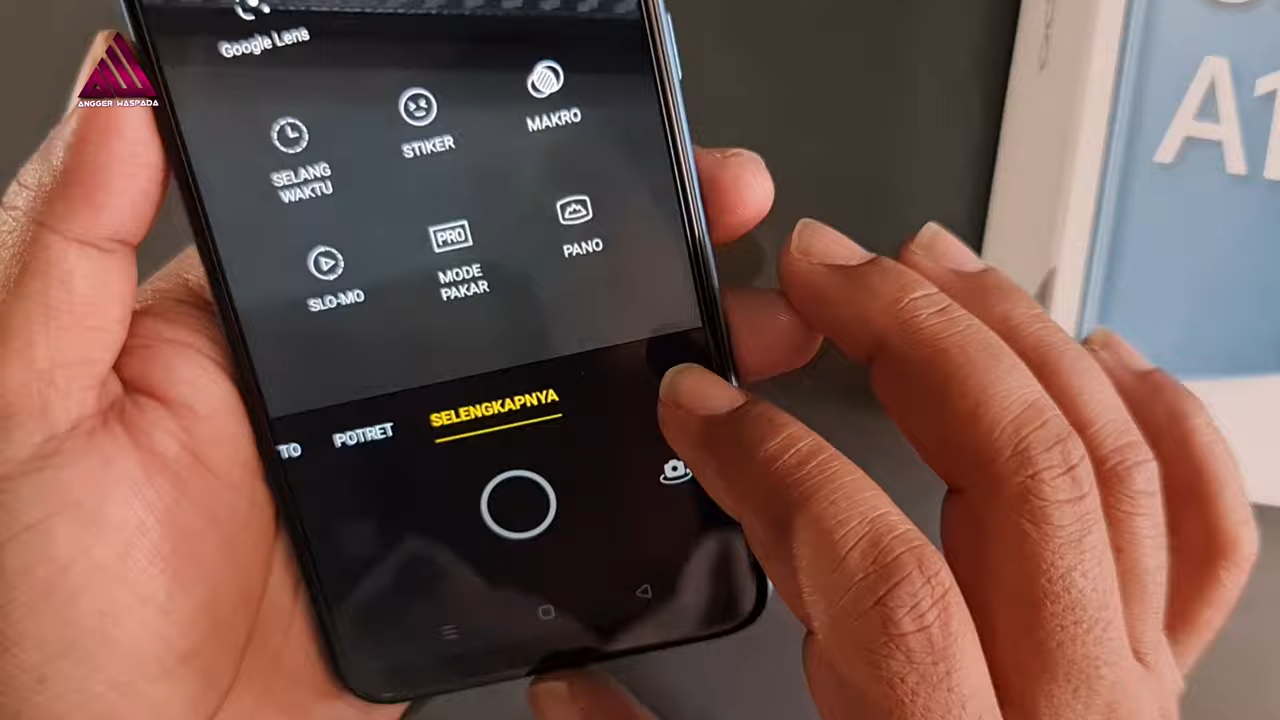 Google Lens
ANGGER WASPADA
SELANG
WAKTU
STIKER
MAKRO
SLO-MO
PRO
MODE
PAKAR
PANO
TO
POTRET
SELENGKAPNYA
A1